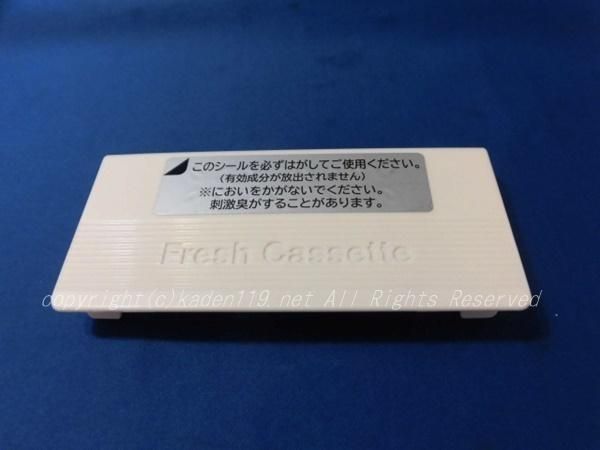 このシールを必ずはがしてご使用ください。
（有効成分が放出されません）
※においをかがないでください。
刺激臭がすることがあります。
Fresh Cassette
copyright(c)kaden119.net All Rights Reserved